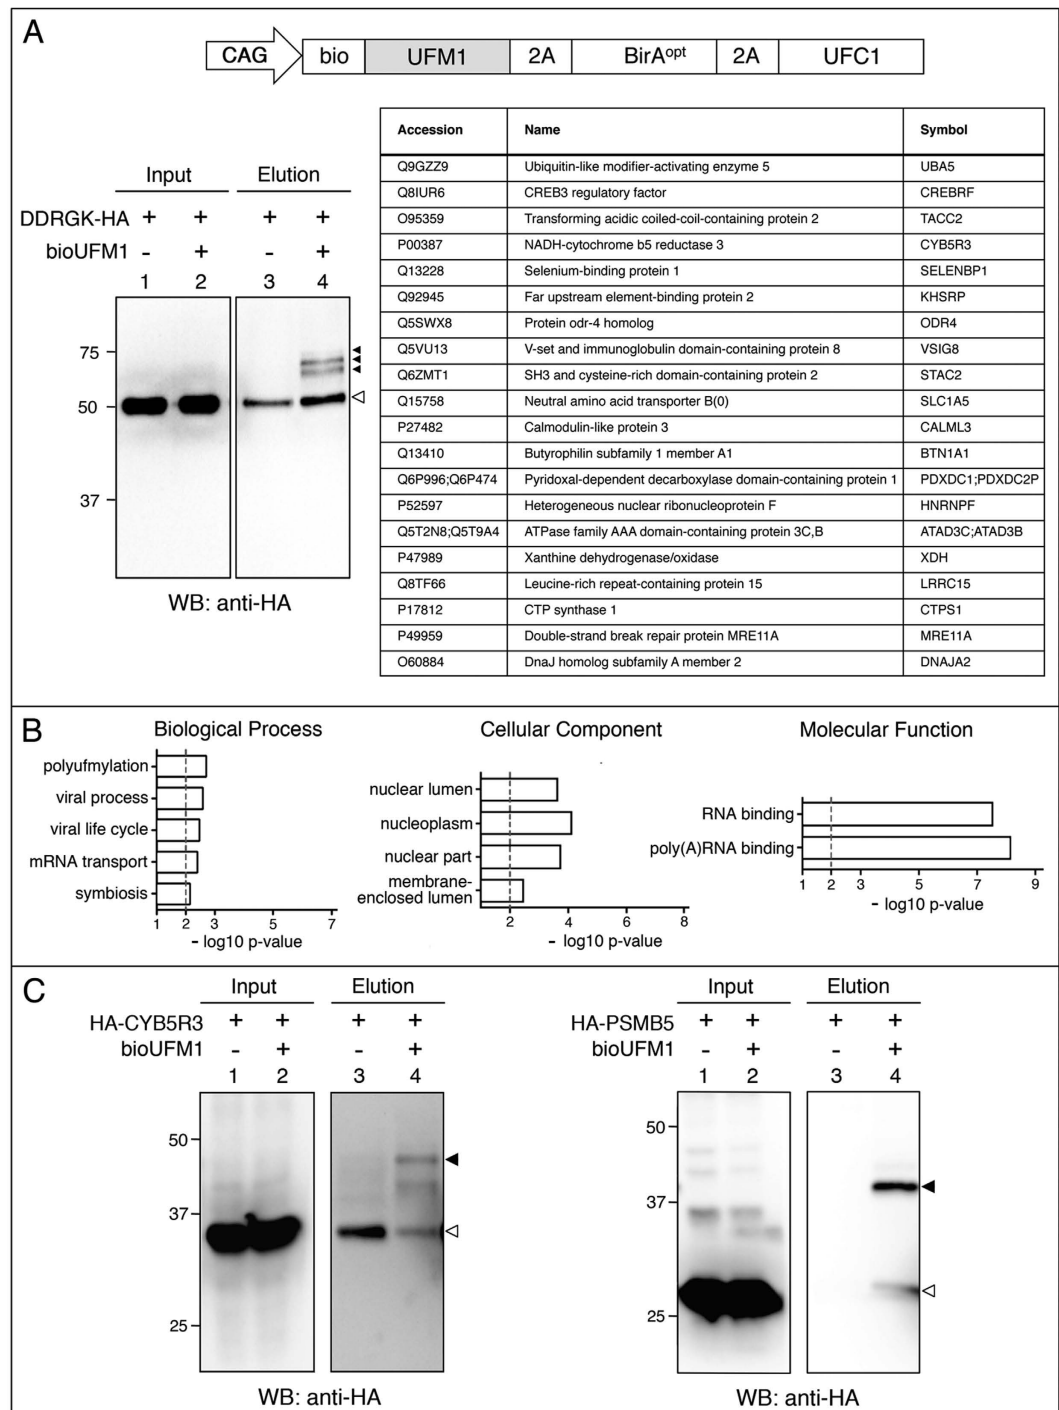 A
CAG bio UFM1 2A BirAopt 2A UFC1
Input Elution
DDRGK-HA + + + +
bioUFM1 - + - +
1 2 3 4
75
50
37
WB: anti-HA
Accession Name Symbol
Q9GZZ9 Ubiquitin-like modifier-activating enzyme 5 UBA5
Q8IUR6 CREB3 regulatory factor CREBRF
O95359 Transforming acidic coiled-coil-containing protein 2 TACC2
P00387 NADH-cytochrome b5 reductase 3 CYB5R3
Q13228 Selenium-binding protein 1 SELENBP1
Q92945 Far upstream element-binding protein 2 KHSRP
Q5SWX8 Protein odr-4 homolog ODR4
Q5VU13 V-set and immunoglobulin domain-containing protein 8 VSIG8
Q6ZMT1 SH3 and cysteine-rich domain-containing protein 2 STAC2
Q15758 Neutral amino acid transporter B(0) SLC1A5
P27482 Calmodulin-like protein 3 CALML3
Q13410 Butyrophilin subfamily 1 member A1 BTN1A1
Q6P996;Q6P474 Pyridoxal-dependent decarboxylase domain-containing protein 1 PDXDC1;PDXDC2P
P52597 Heterogeneous nuclear ribonucleoprotein F HNRNPF
Q5T2N8;Q5T9A4 ATPase family AAA domain-containing protein 3C,B ATAD3C;ATAD3B
P47989 Xanthine dehydrogenase/oxidase XDH
Q8TF66 Leucine-rich repeat-containing protein 15 LRRC15
P17812 CTP synthase 1 CTPS1
P49959 Double-strand break repair protein MRE11A MRE11A
O60884 DnaJ homolog subfamily A member 2 DNAJA2
B
Biological Process
polyufmylation
viral process
viral life cycle
mRNA transport
symbiosis
1 2 3 5 7
- log10 p-value
Cellular Component
nuclear lumen
nucleoplasm
nuclear part
membrane-
enclosed lumen
2 4 6 8
- log10 p-value
Molecular Function
RNA binding
poly(A)RNA binding
1 2 3 5 7 9
- log10 p-value
C
Input Elution
HA-CYB5R3 + + + +
bioUFM1 - + - +
1 2 3 4
50
37
25
WB: anti-HA
Input Elution
HA-PSMB5 + + + +
bioUFM1 - + - +
1 2 3 4
50
37
25
WB: anti-HA